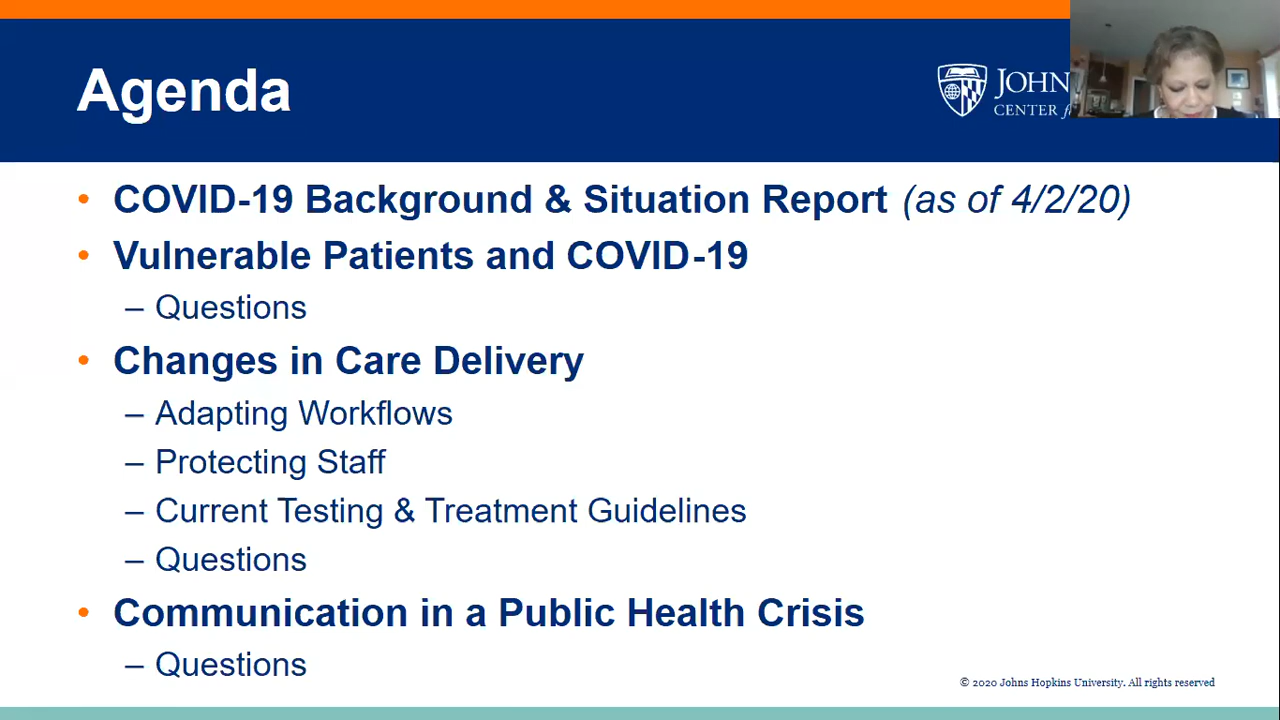 Agenda
JOHN
CENTER f
• COVID-19 Background & Situation Report (as of 4/2/20)
• Vulnerable Patients and COVID-19
– Questions
• Changes in Care Delivery
– Adapting Workflows
– Protecting Staff
– Current Testing & Treatment Guidelines
– Questions
• Communication in a Public Health Crisis
– Questions
© 2020 Johns Hopkins University. All rights reserved